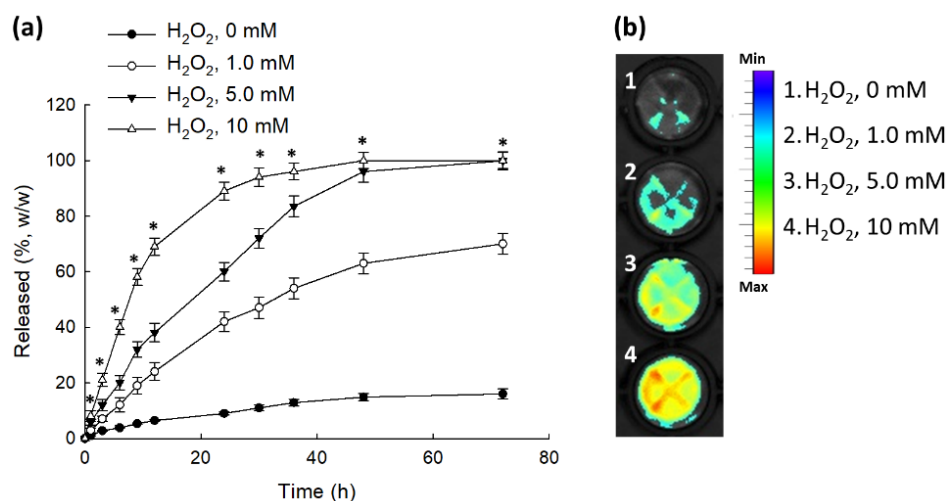 (a)
H₂O₂, 0 mM
H₂O₂, 1.0 mM
H₂O₂, 5.0 mM
H₂O₂, 10 mM
Released (%, w/w)
120
100
80
60
40
20
0
* * * * * * * * * *
0 20 40 60 80
Time (h)
(b)
1
2
3
4
Min
Max
1. H₂O₂, 0 mM
2. H₂O₂, 1.0 mM
3. H₂O₂, 5.0 mM
4. H₂O₂, 10 mM